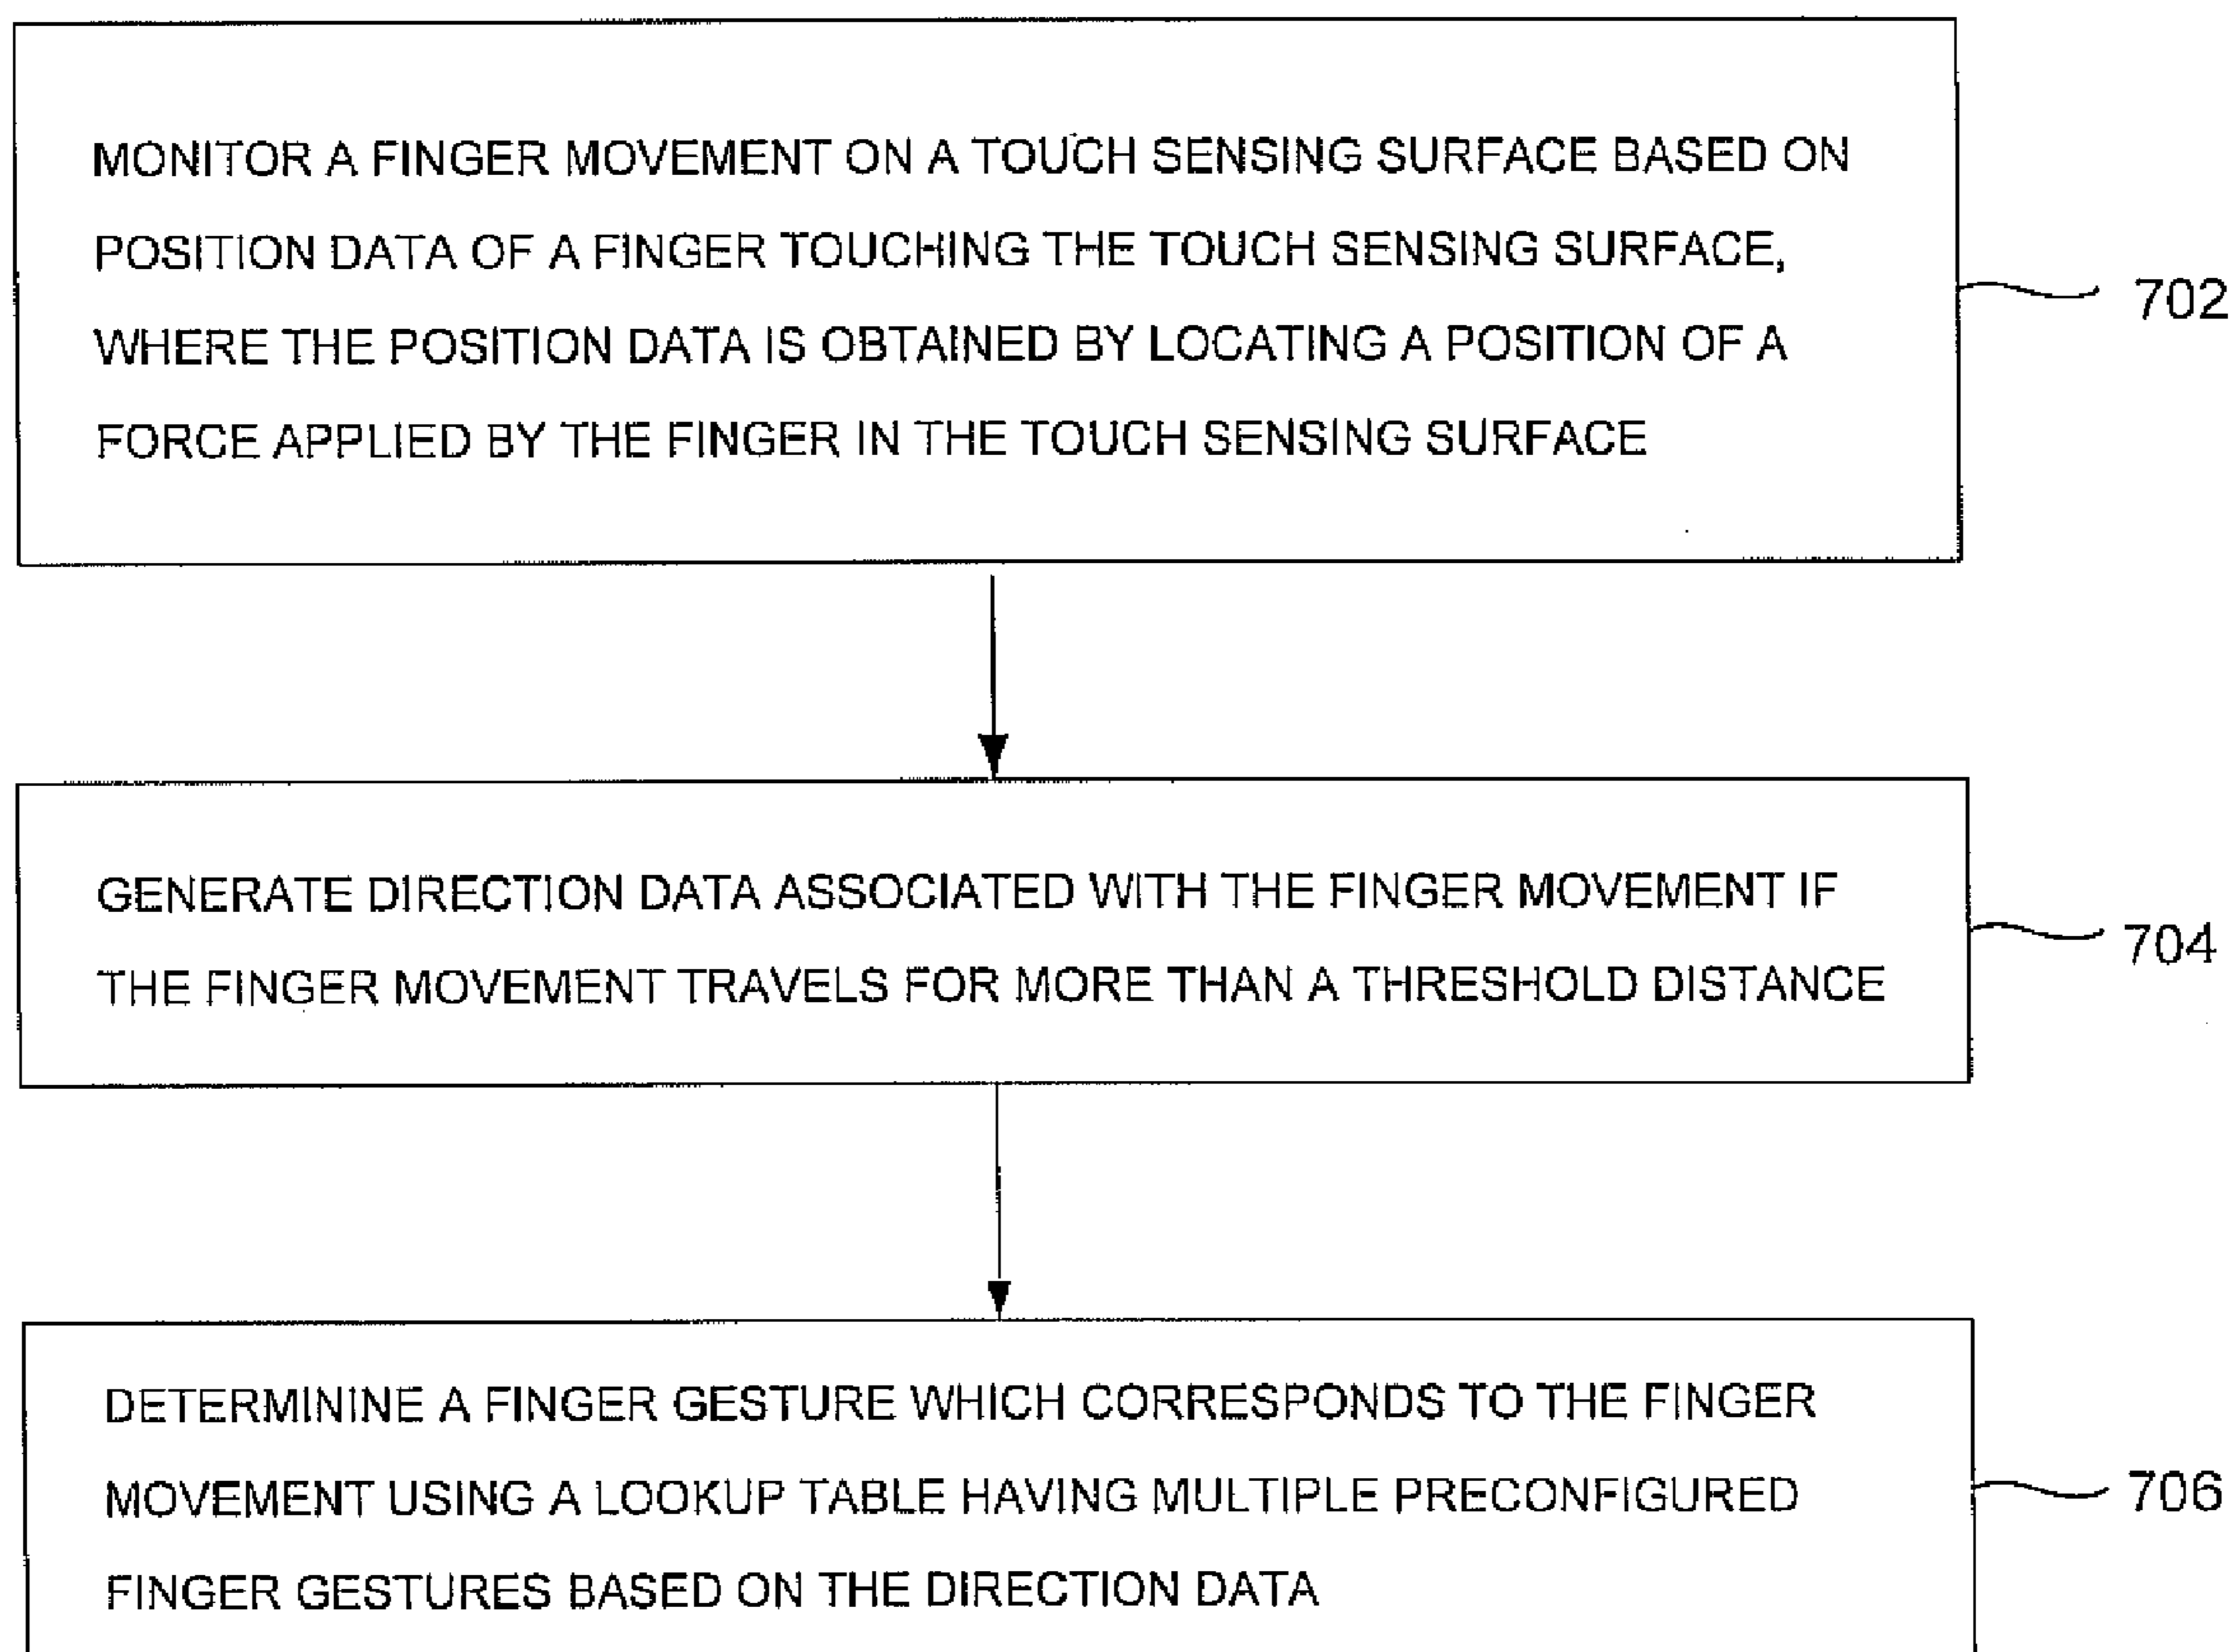 MONITOR A FINGER MOVEMENT ON A TOUCH SENSING SURFACE BASED ON
POSITION DATA OF A FINGER TOUCHING THE TOUCH SENSING SURFACE,
WHERE THE POSITION DATA IS OBTAINED BY LOCATING A POSITION OF A
FORCE APPLIED BY THE FINGER IN THE TOUCH SENSING SURFACE
702
GENERATE DIRECTION DATA ASSOCIATED WITH THE FINGER MOVEMENT IF
THE FINGER MOVEMENT TRAVELS FOR MORE THAN A THRESHOLD DISTANCE
704
DETERMININE A FINGER GESTURE WHICH CORRESPONDS TO THE FINGER
MOVEMENT USING A LOOKUP TABLE HAVING MULTIPLE PRECONFIGURED
FINGER GESTURES BASED ON THE DIRECTION DATA
706